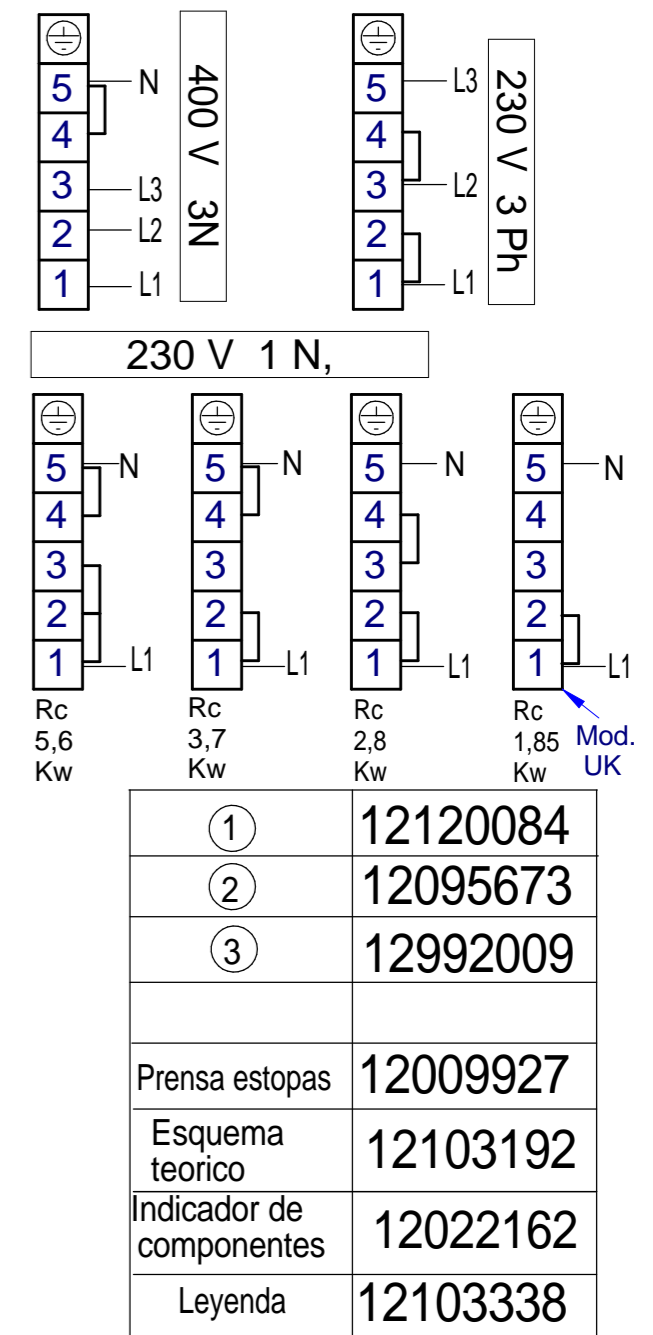 5 N
4
3 L3
2 L2
1 L1
400 V 3N
5 L3
4
3 L2
2
1 L1
230 V 3 Ph
230 V 1 N,
5 N
4
3
2
1 L1
Rc
5,6
Kw
5 N
4
3
2
1 L1
Rc
3,7
Kw
5 N
4
3
2
1 L1
Rc
2,8
Kw
5 N
4
3
2
1 L1
Rc
1,85
Kw
Mod.
UK
1 12120084
2 12095673
3 12992009
Prensa estopas 12009927
Esquema
teorico 12103192
Indicador de
componentes 12022162
Leyenda 12103338